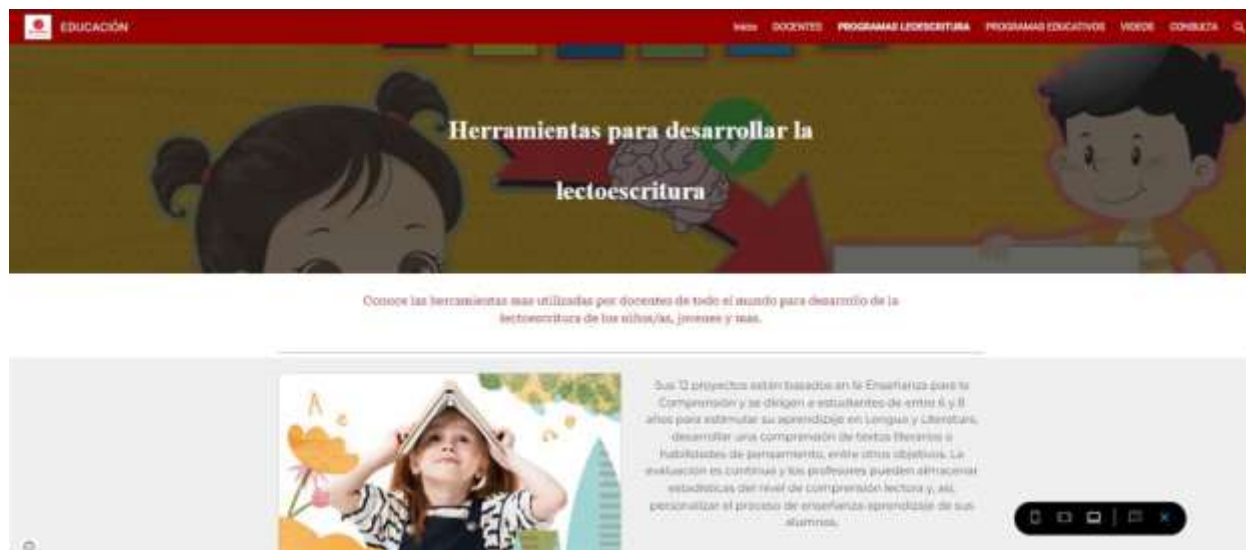 EDUCACIÓN
Inicio DOCENTES PROGRAMAS LEOESCRITURA PROGRAMAS EDUCATIVOS VIDEOS CONSULTA
Herramientas para desarrollar la
lectoescritura
Conoce las herramientas mas utilizadas por docentes de todo el mundo para desarrollo de la
lectoescritura de los niños/as, jovenes y mas.
Sus 12 proyectos están basados en la Enseñanza para la
Comprensión y se dirigen a estudiantes de entre 6 y 8
años para estimular su aprendizaje en Lengua y Literatura,
desarrollar una comprensión de textos literarios o
habilidades de pensamiento, entre otros objetivos. La
evaluación es continua y los profesores pueden almacenar
estadísticas del nivel de comprensión lectora y, así,
personalizar el proceso de enseñanza-aprendizaje de sus
alumnos.